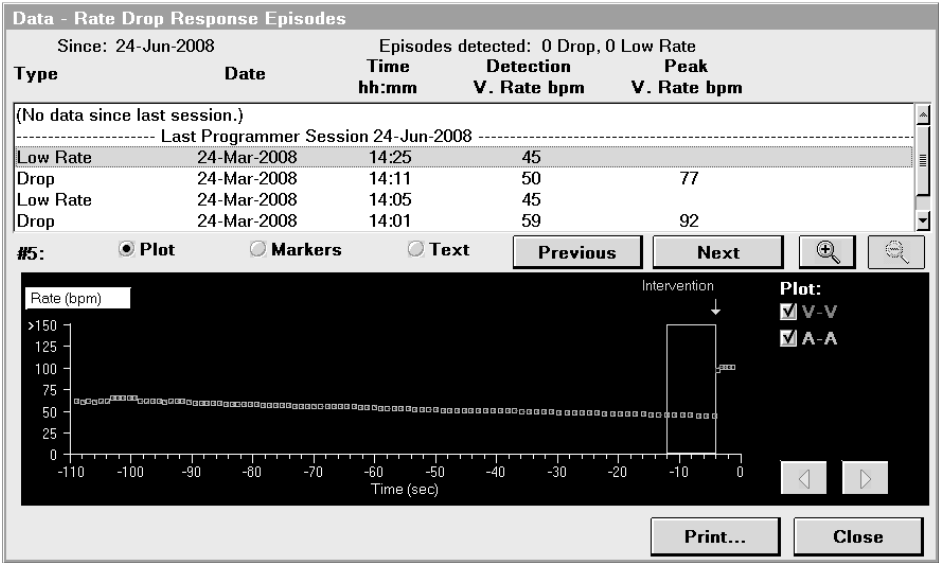 Data - Rate Drop Response Episodes
Since: 24-Jun-2008 Episodes detected: 0 Drop, 0 Low Rate
Type Date Time hh:mm Detection V. Rate bpm Peak V. Rate bpm
(No data since last session.)
------------------- Last Programmer Session 24-Jun-2008 -------------------
Low Rate 24-Mar-2008 14:25 45
Drop 24-Mar-2008 14:11 50 77
Low Rate 24-Mar-2008 14:05 45
Drop 24-Mar-2008 14:01 59 92
#5: Plot Markers Text Previous Next
Intervention
Plot:
Rate (bpm)
V-V
A-A
>150
125
100
75
50
25
0
-110 -100 -90 -80 -70 -60 -50 -40 -30 -20 -10 0
Time (sec)
Print... Close